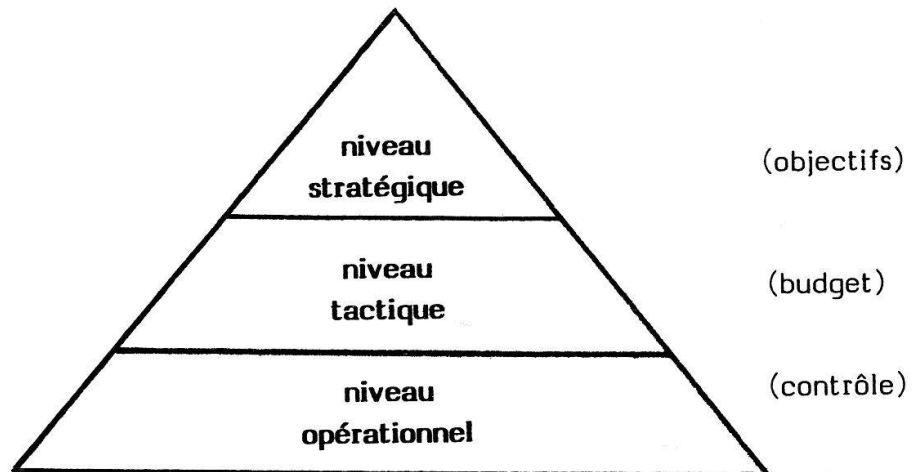 niveau
stratégique
(objectifs)
niveau
tactique
(budget)
niveau
opérationnel
(contrôle)